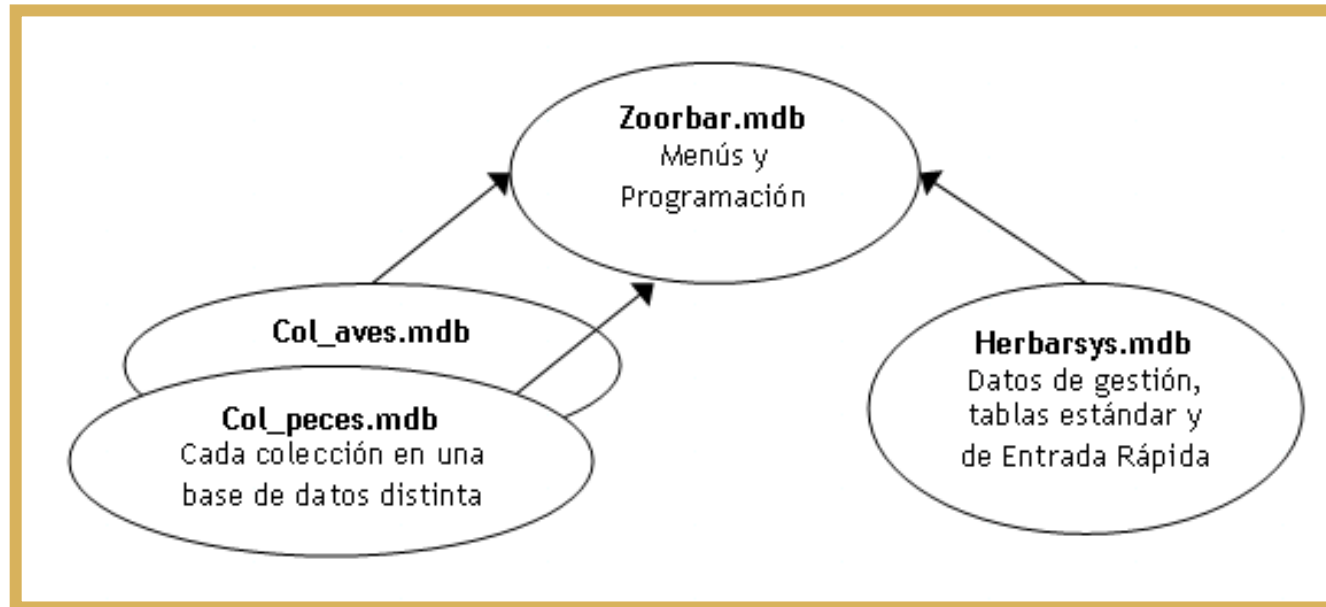 Zoorbar.mdb
Menús y
Programación
Col_aves.mdb
Col_peces.mdb
Cada colección en una
base de datos distinta
Herbarsys.mdb
Datos de gestión,
tablas estándar y
de Entrada Rápida